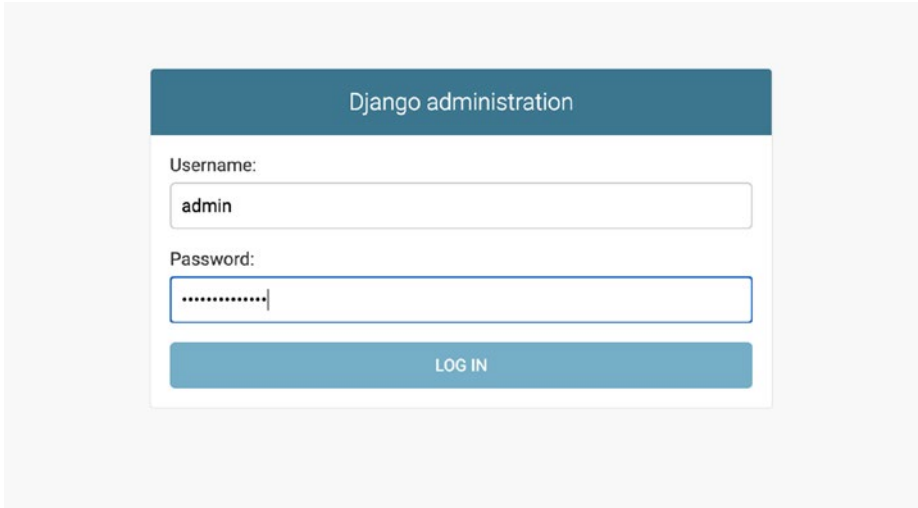 Django administration
Username:
admin
Password:
••••••••••••••
LOG IN